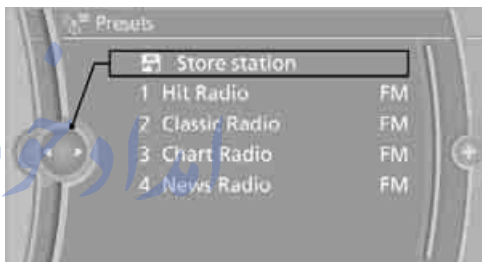 Presets
Store station
1 Hit Radio FM
2 Classic Radio FM
3 Chart Radio FM
4 News Radio FM